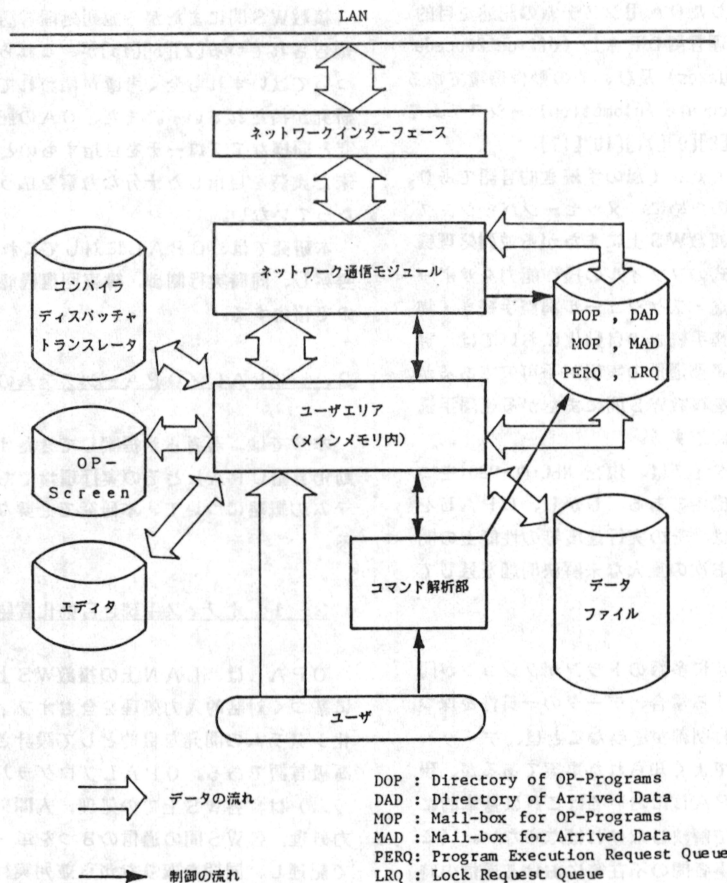 LAN
ネットワークインターフェース
ネットワーク通信モジュール
コンパイラ
ディスパッチャ
トランスレータ
DOP , DAD
MOP , MAD
PERQ , LRQ
ユーザエリア
(メインメモリ内)
OP-
Screen
コマンド解析部
エディタ
データ
ファイル
ユーザ
データの流れ
制御の流れ
DOP : Directory of OP-Programs
DAD : Directory of Arrived Data
MOP : Mail-box for OP-Programs
MAD : Mail-box for Arrived Data
PERQ: Program Execution Request Queue
LRQ : Lock Request Queue